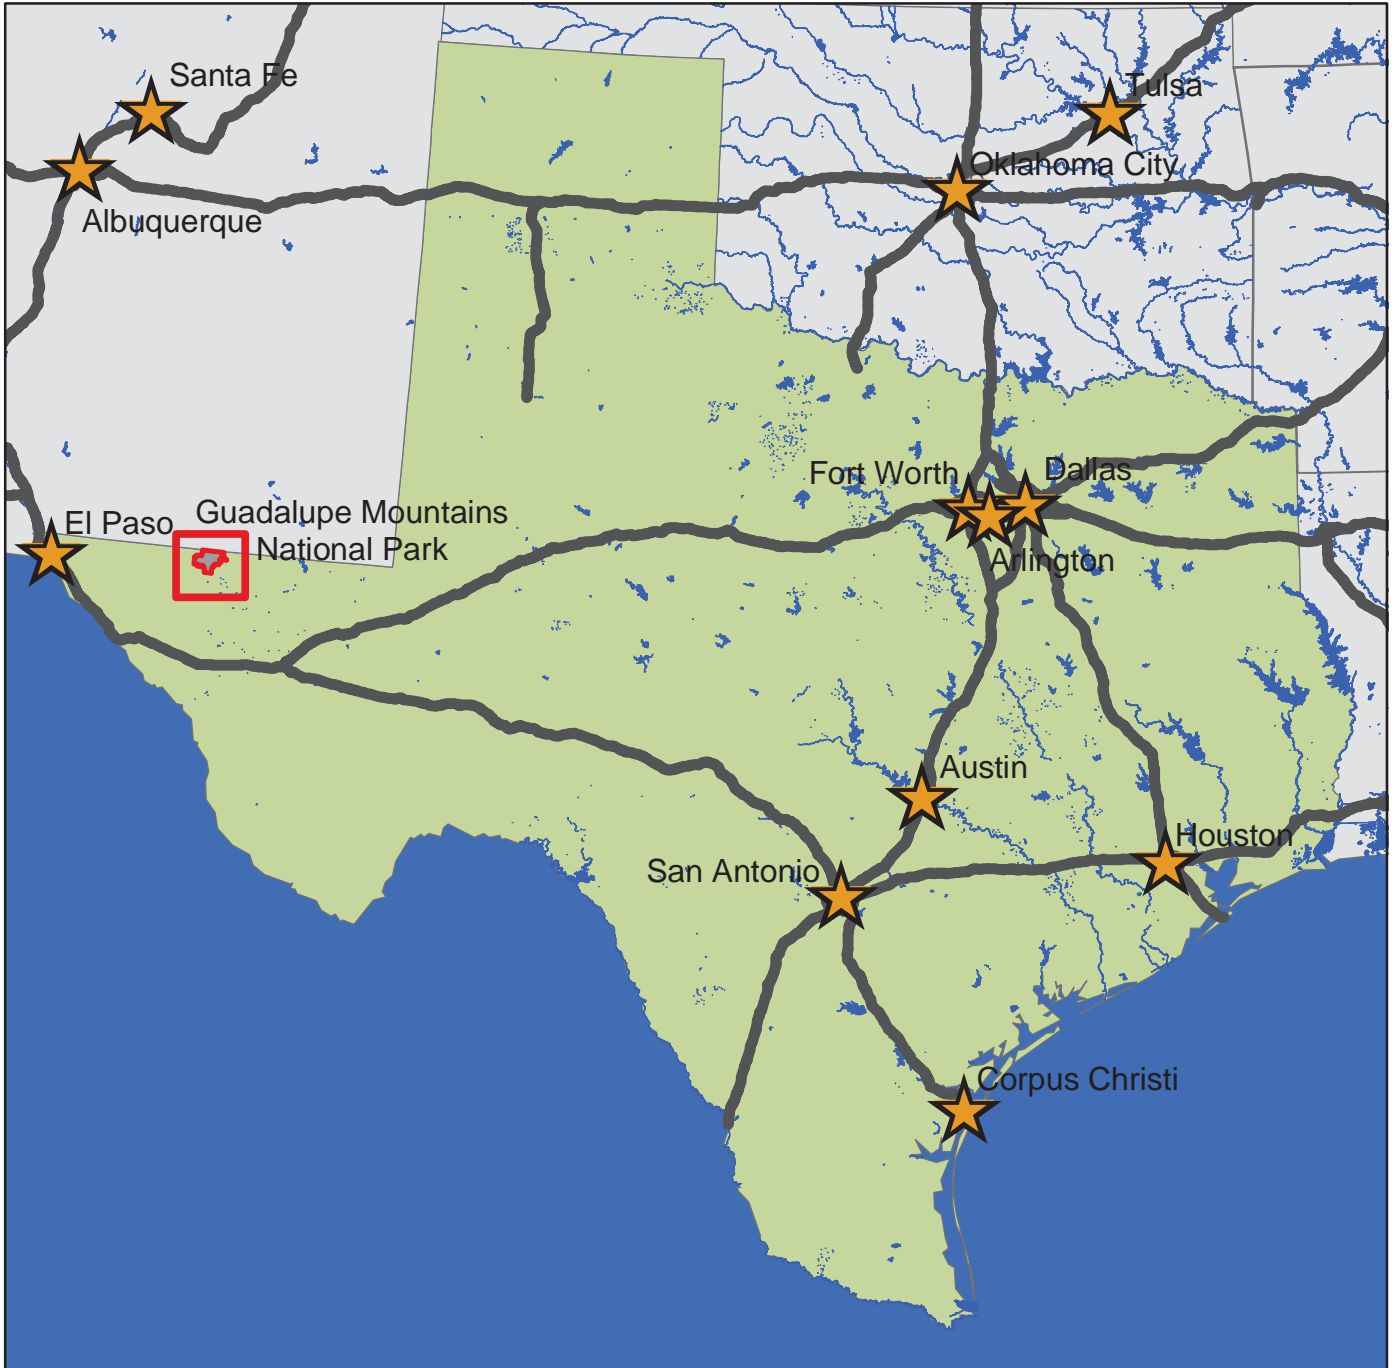 Santa Fe
Tulsa
Oklahoma City
Albuquerque
Fort Worth
Dallas
El Paso
Guadalupe Mountains
National Park
Arlington
Austin
Houston
San Antonio
Corpus Christi